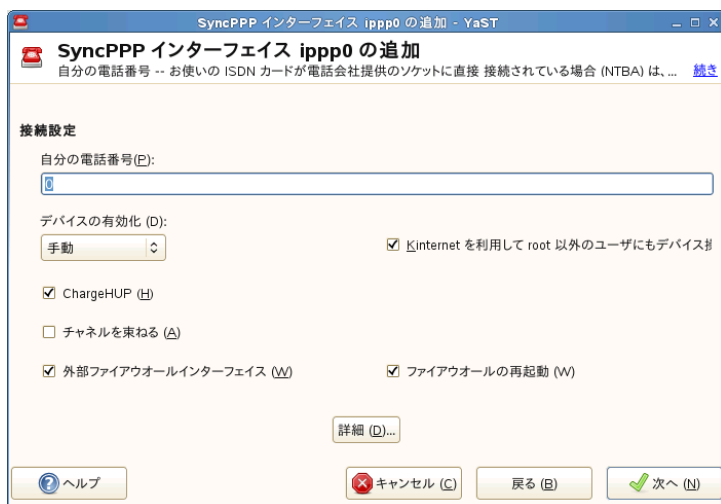 SyncPPP インターフェイス ippp0 の追加 - YaST
SyncPPP インターフェイス ippp0 の追加
自分の電話番号 -- お使いの ISDN カードが電話会社提供のソケットに直接 接続されている場合 (NTBA) は、... 続き
接続設定
自分の電話番号(P):
0
デバイスの有効化 (D):
手動
Kinternet を利用して root 以外のユーザにもデバイス
ChargeHUP (H)
チャネルを束ねる (A)
外部ファイアウオールインターフェイス (W)
ファイアウオールの再起動 (W)
詳細 (D)...
ヘルプ
キャンセル (C)
戻る (B)
次へ (N)